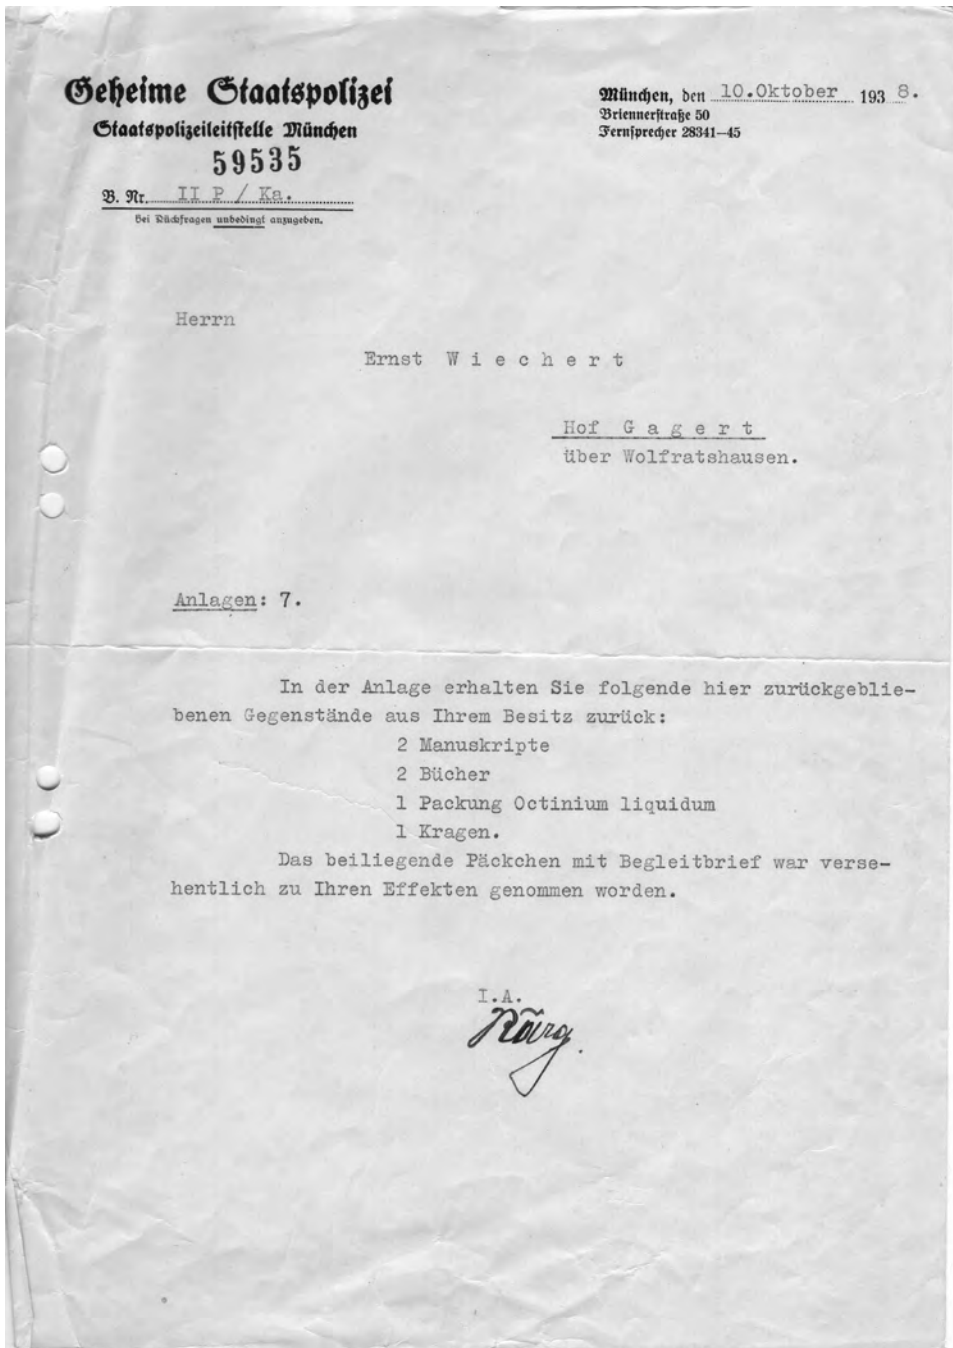 Geheime Staatspolizei
Staatspolizeileitstelle München
59535
B. Nr. II P / Ka.
Bei Rückfragen unbedingt anzugeben.
München, den 10.Oktober 1938.
Briennerstraße 50
Fernsprecher 28341—45
Herrn
Ernst W i e c h e r t
Hof G a g e r t
über Wolfratshausen.
Anlagen: 7.
In der Anlage erhalten Sie folgende hier zurückgeblie-
benen Gegenstände aus Ihrem Besitz zurück:
2 Manuskripte
2 Bücher
1 Packung Octinium liquidum
1 Kragen.
Das beiliegende Päckchen mit Begleitbrief war verse-
hentlich zu Ihren Effekten genommen worden.
I.A.